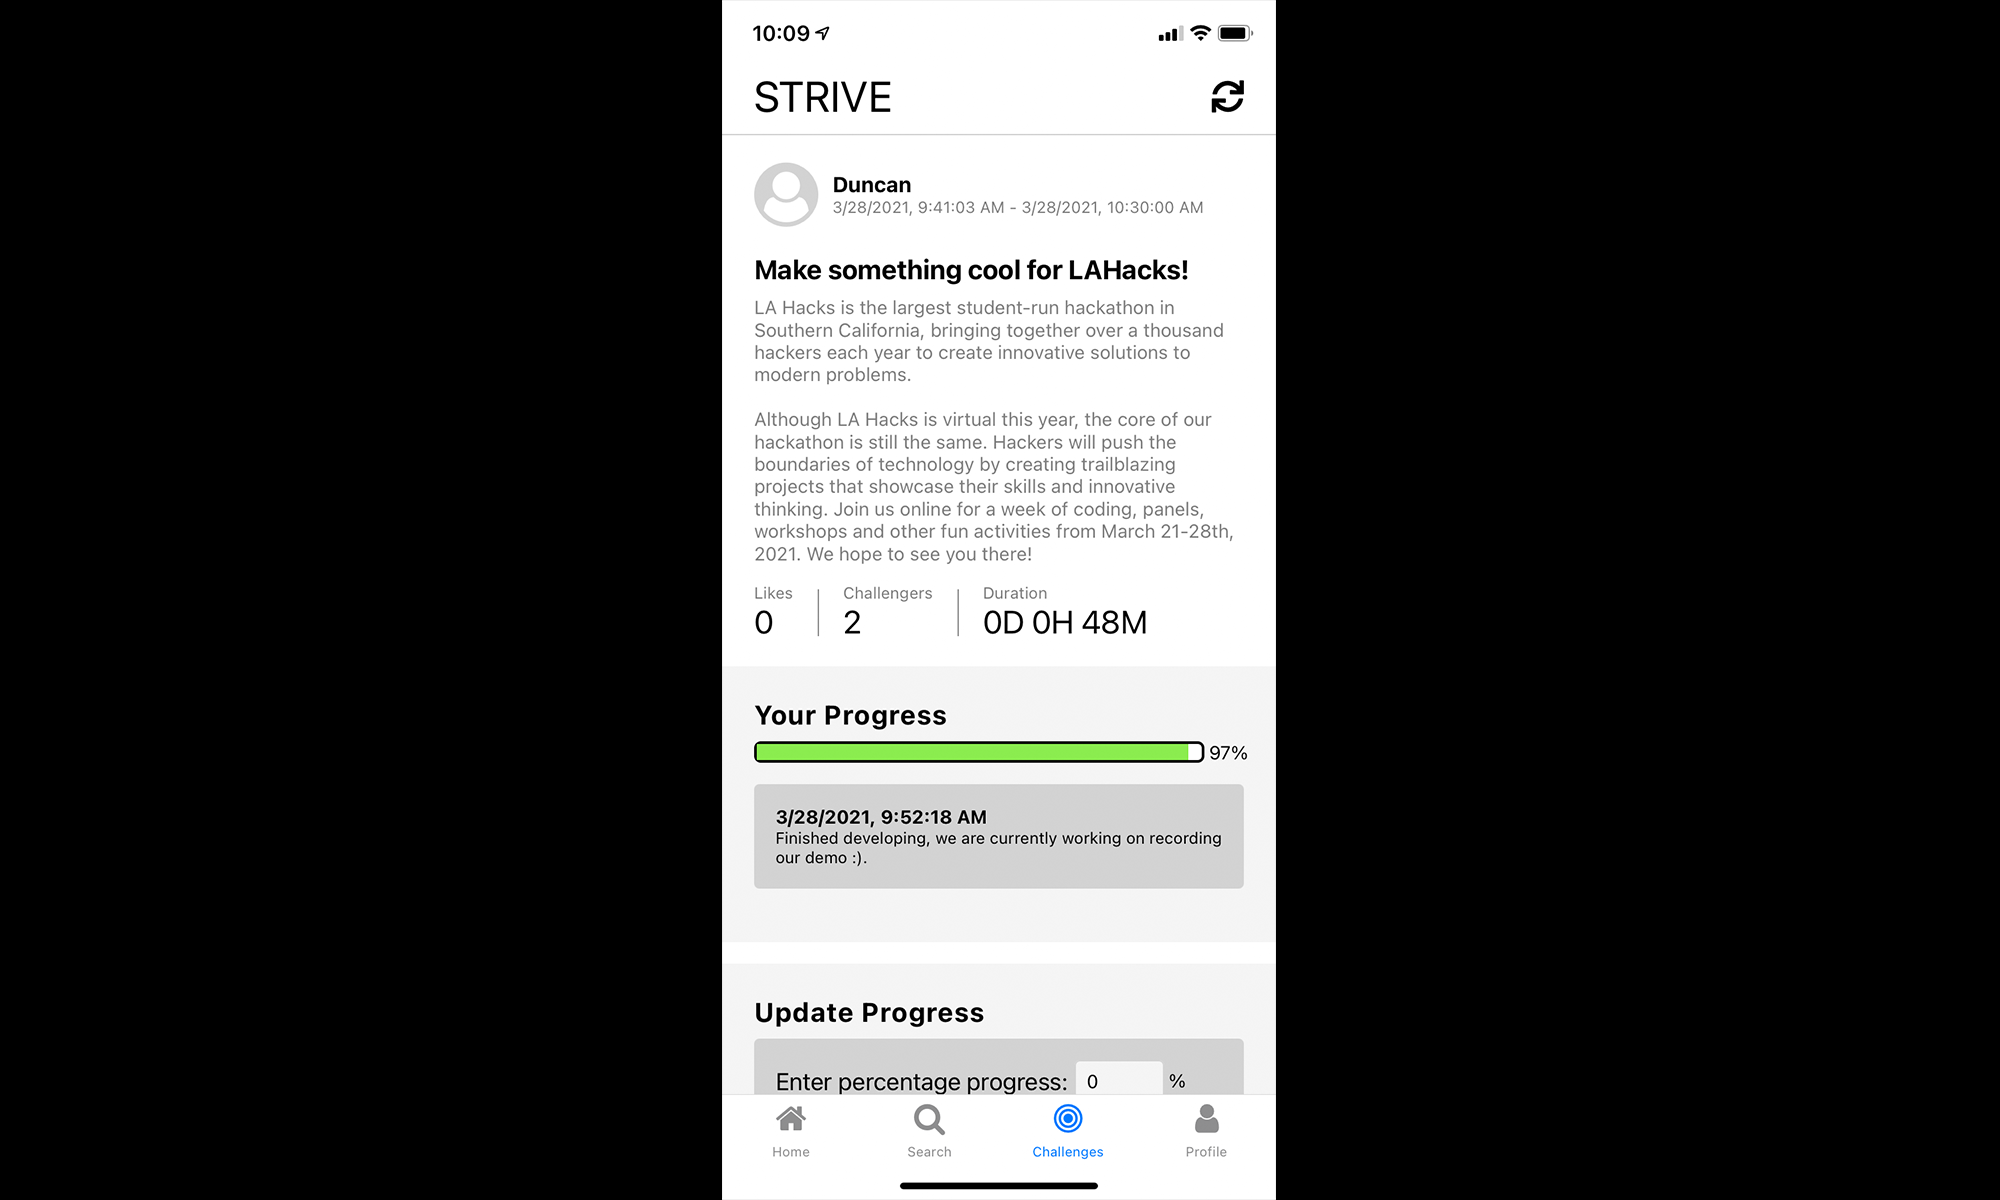 10:09
STRIVE
Duncan
3/28/2021, 9:41:03 AM - 3/28/2021, 10:30:00 AM
Make something cool for LAHacks!
LA Hacks is the largest student-run hackathon in
Southern California, bringing together over a thousand
hackers each year to create innovative solutions to
modern problems.
Although LA Hacks is virtual this year, the core of our
hackathon is still the same. Hackers will push the
boundaries of technology by creating trailblazing
projects that showcase their skills and innovative
thinking. Join us online for a week of coding, panels,
workshops and other fun activities from March 21-28th,
2021. We hope to see you there!
Likes
0
Challengers
2
Duration
0D 0H 48M
Your Progress
97%
3/28/2021, 9:52:18 AM
Finished developing, we are currently working on recording
our demo :).
Update Progress
Enter percentage progress: 0 %
Home
Search
Challenges
Profile